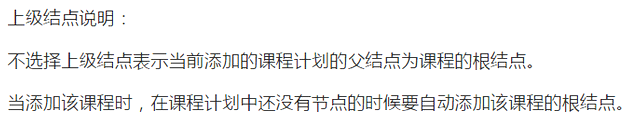 上级结点说明：
不选择上级结点表示当前添加的课程计划的父结点为课程的根结点。
当添加该课程时，在课程计划中还没有节点的时候要自动添加该课程的根结点。